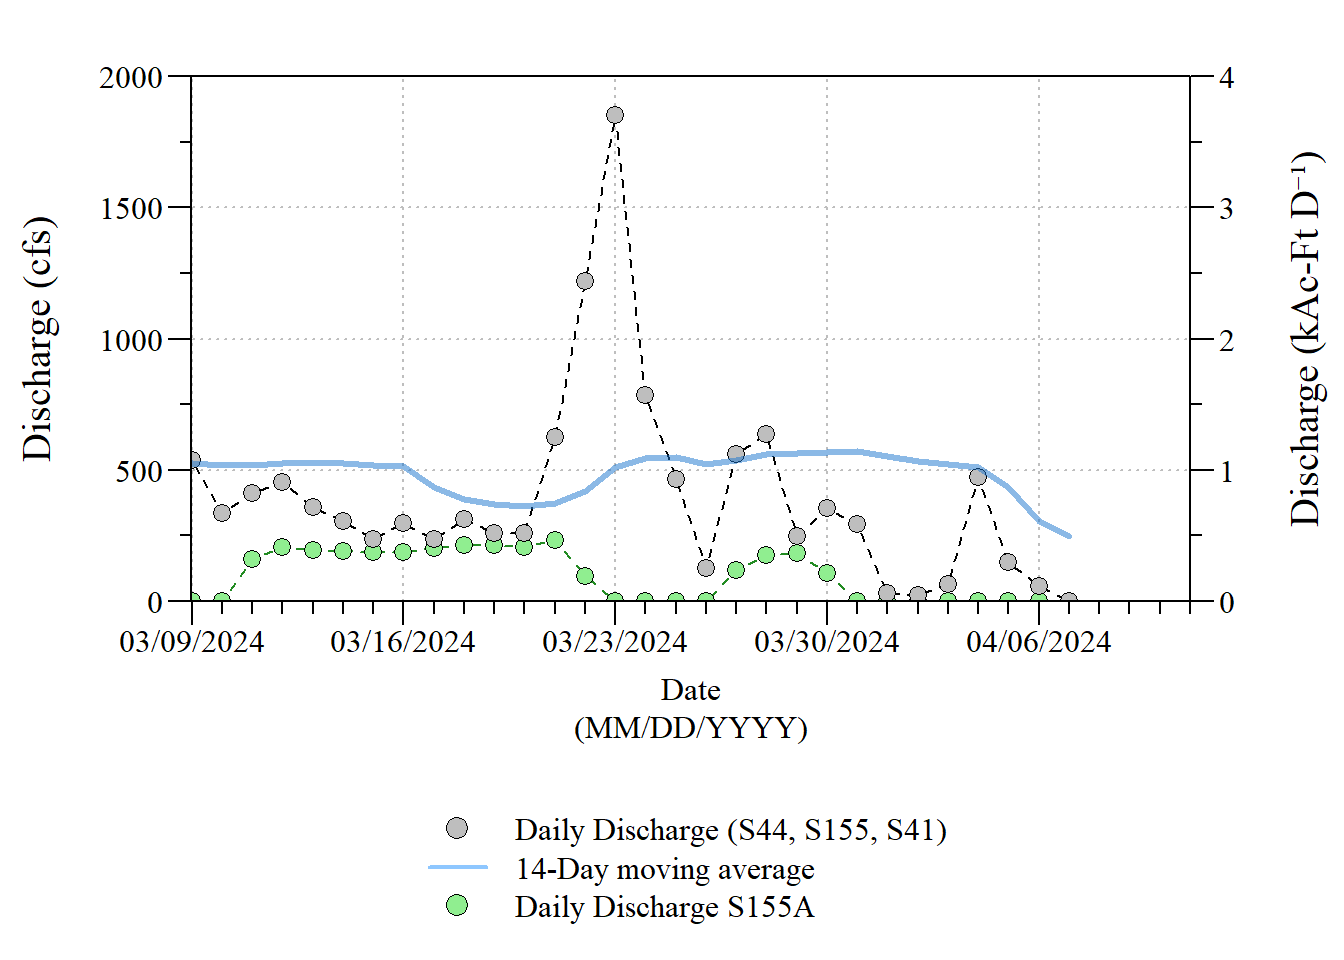 2000
1500
1000
500
0
Discharge (cfs)
4
3
2
1
0
Discharge (kAc-Ft D⁻¹)
03/09/2024 03/16/2024 03/23/2024 03/30/2024 04/06/2024
Date
(MM/DD/YYYY)
Daily Discharge (S44, S155, S41)
14-Day moving average
Daily Discharge S155A